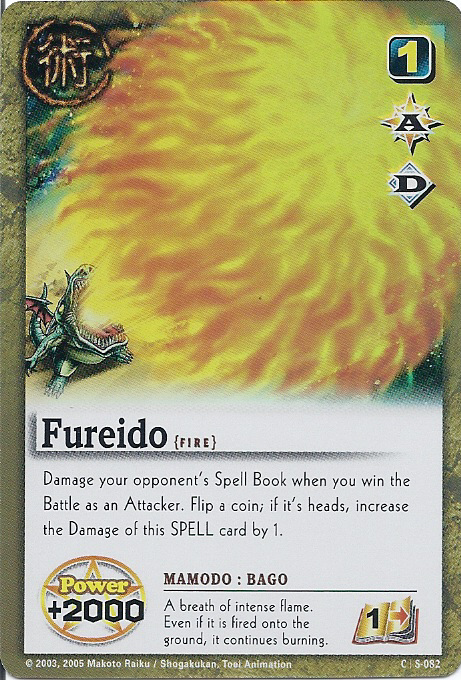 術
1
A
D
Fureido {FIRE}
Damage your opponent's Spell Book when you win the
Battle as an Attacker. Flip a coin; if it's heads, increase
the Damage of this SPELL card by 1.
Power
+2000
MAMODO : BAGO
A breath of intense flame.
Even if it is fired onto the
ground, it continues burning.
1
© 2003, 2005 Makoto Raiku / Shogakukan, Toei Animation
C | S-082